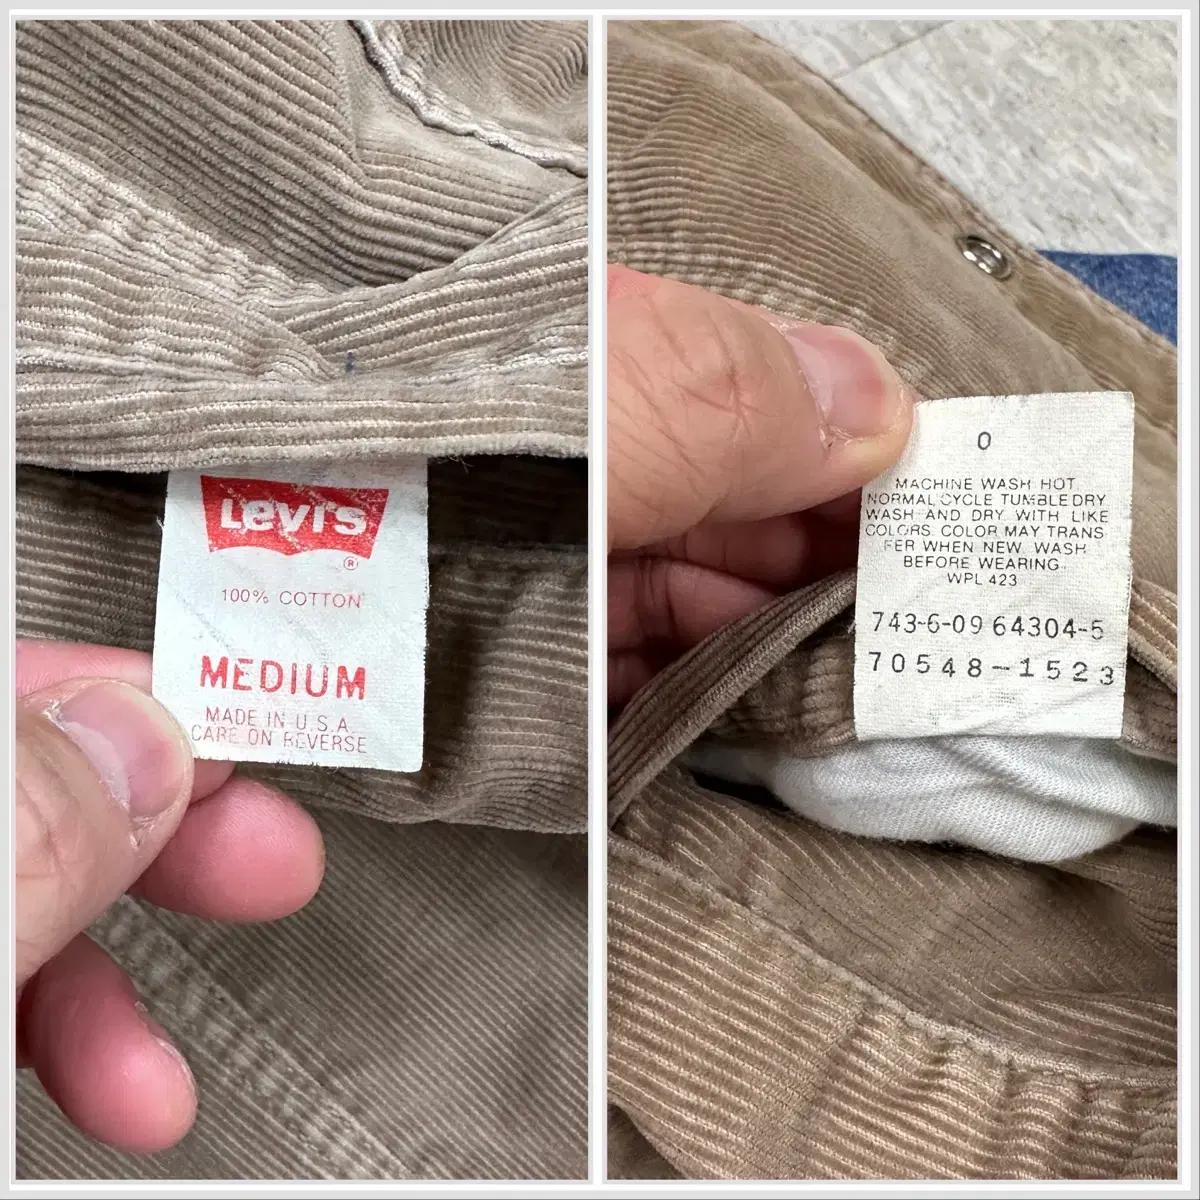 Levi's
®
100% COTTON
MEDIUM
MADE IN U.S.A.
CARE ON REVERSE
0
MACHINE WASH HOT,
NORMAL CYCLE TUMBLE DRY
WASH AND DRY WITH LIKE
COLORS. COLOR MAY TRANS
FER WHEN NEW. WASH
BEFORE WEARING.
WPL 423
743-6-09 64304-5
70548-1523